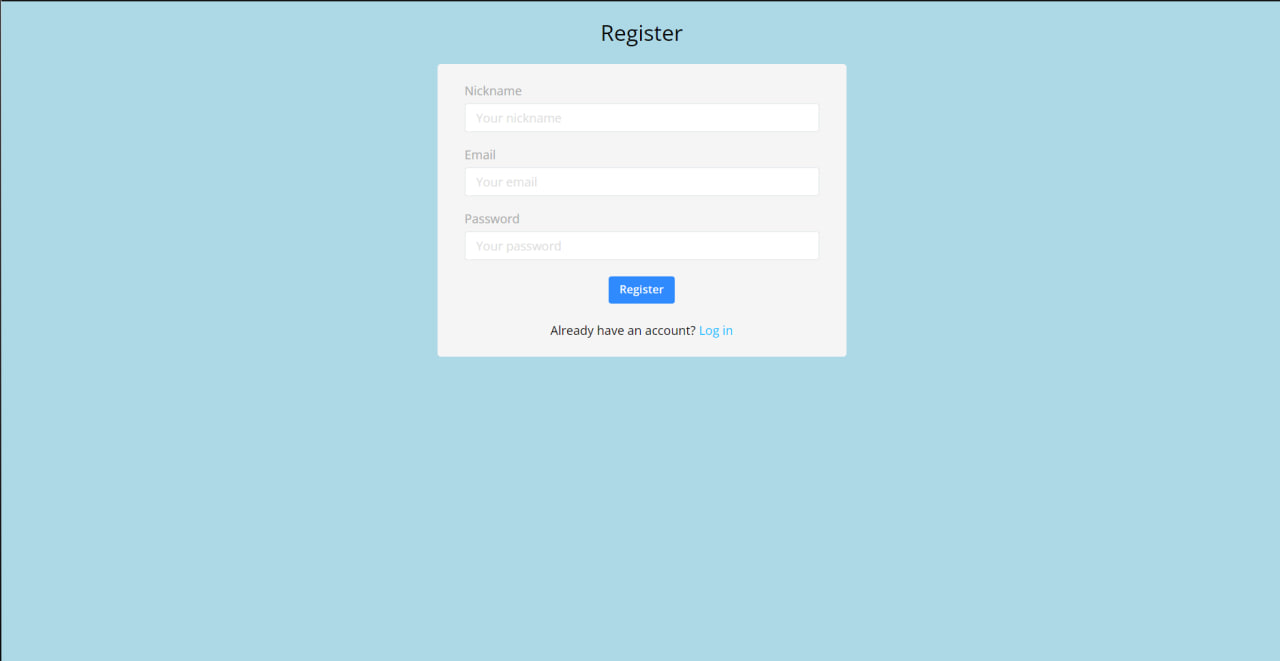 Register
Nickname
Your nickname
Email
Your email
Password
Your password
Register
Already have an account? Log in